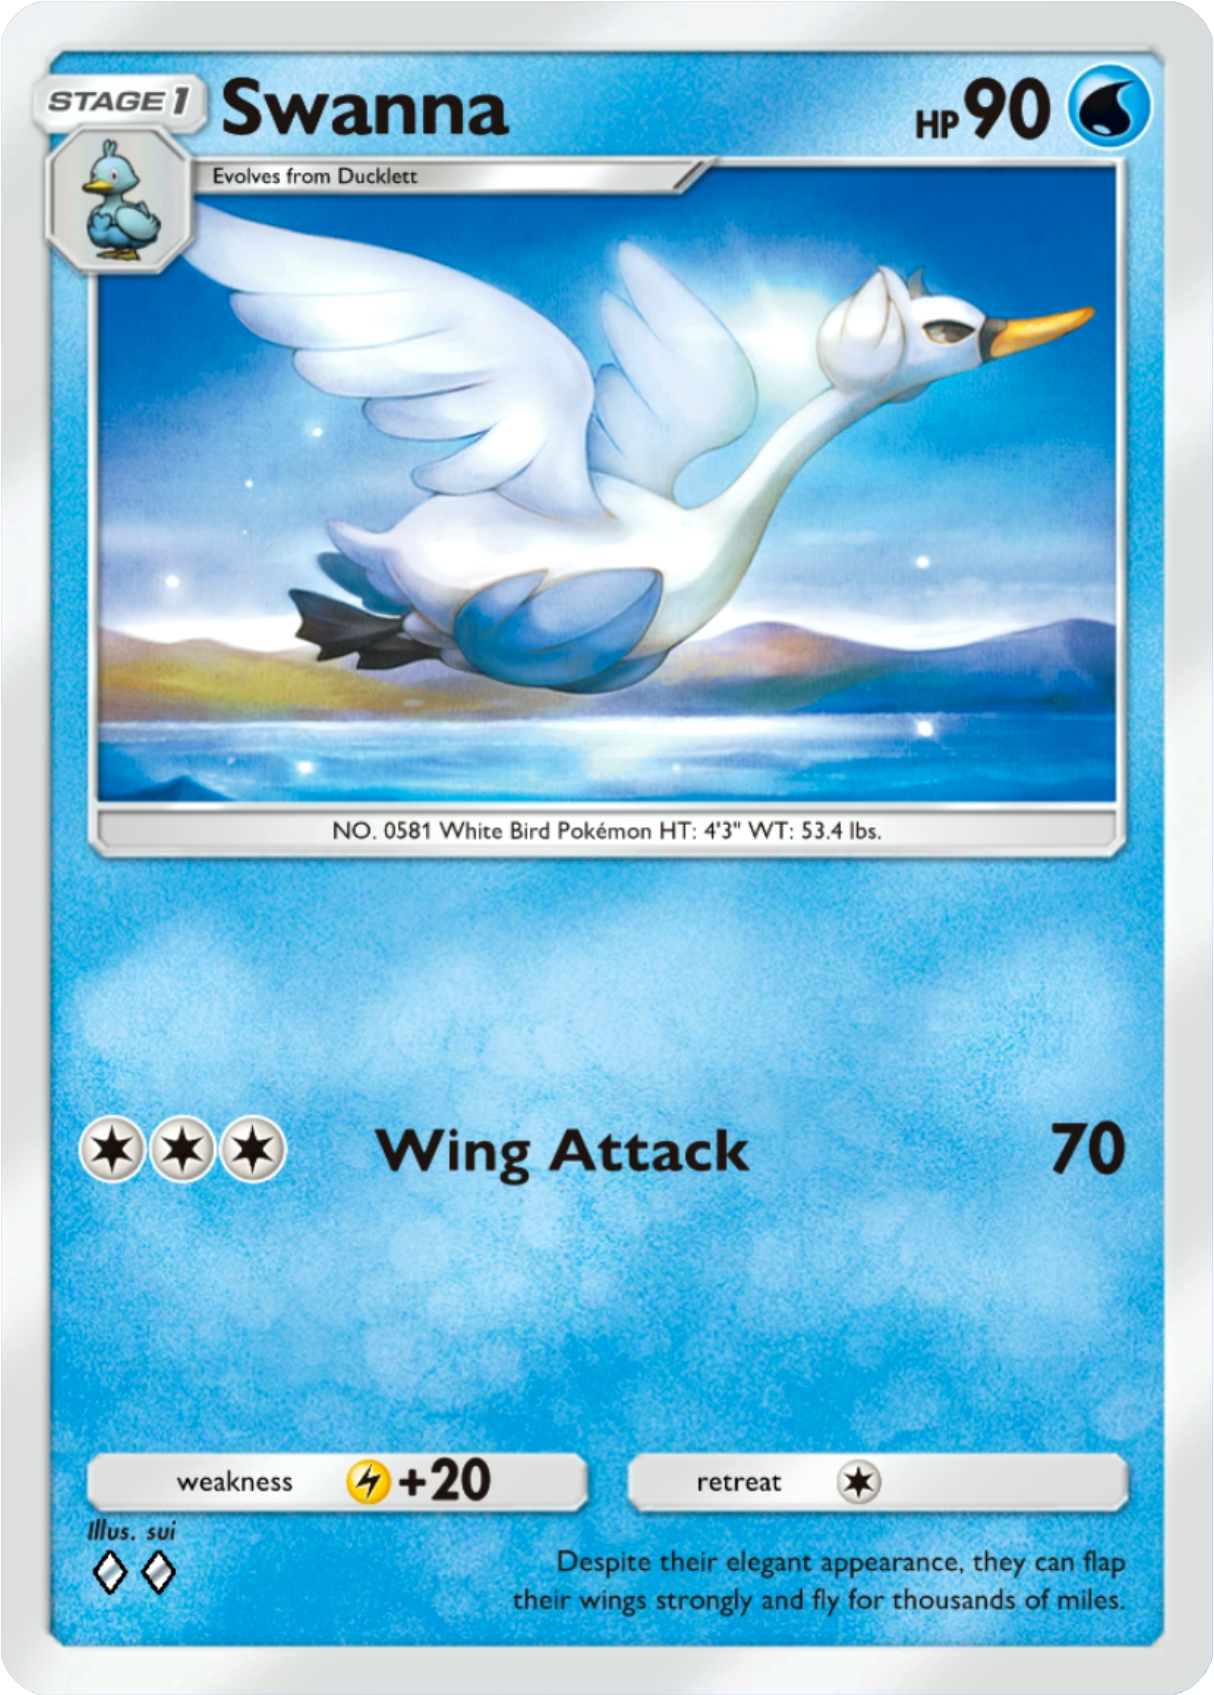 STAGE 1
Swanna
HP 90
Evolves from Ducklett
NO. 0581 White Bird Pokémon HT: 4'3" WT: 53.4 lbs.
Wing Attack 70
weakness +20
retreat
Illus. sui
Despite their elegant appearance, they can flap
their wings strongly and fly for thousands of miles.